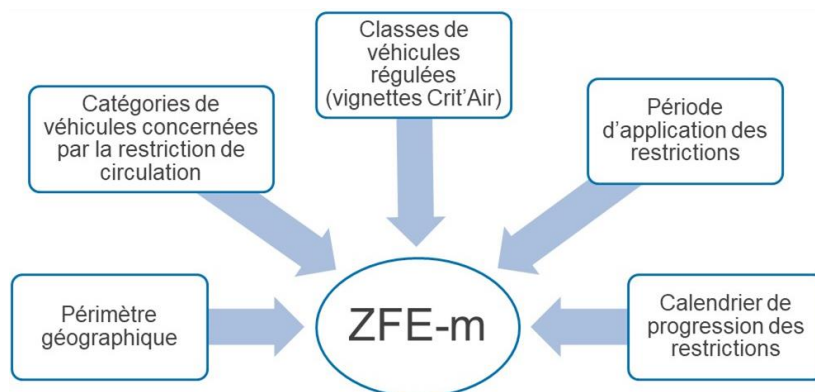 Classes de
véhicules
régulées
(vignettes Crit'Air)
Catégories de
véhicules concernées
par la restriction de
circulation
Période
d'application des
restrictions
Périmètre
géographique
ZFE-m
Calendrier de
progression des
restrictions